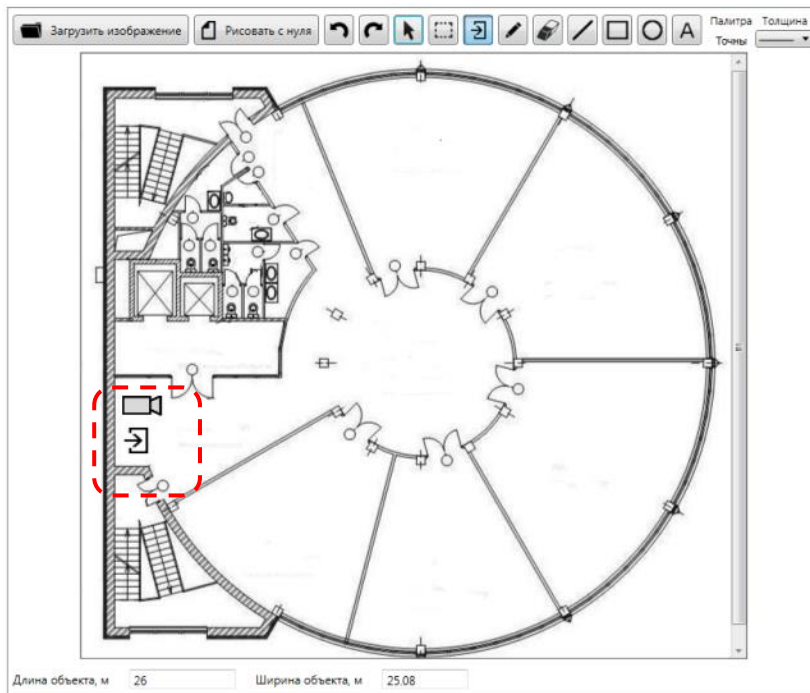 Загрузить изображение Рисовать с нуля A Палитра Толщина
Точны
Длина объекта, м 26 Ширина объекта, м 25.08